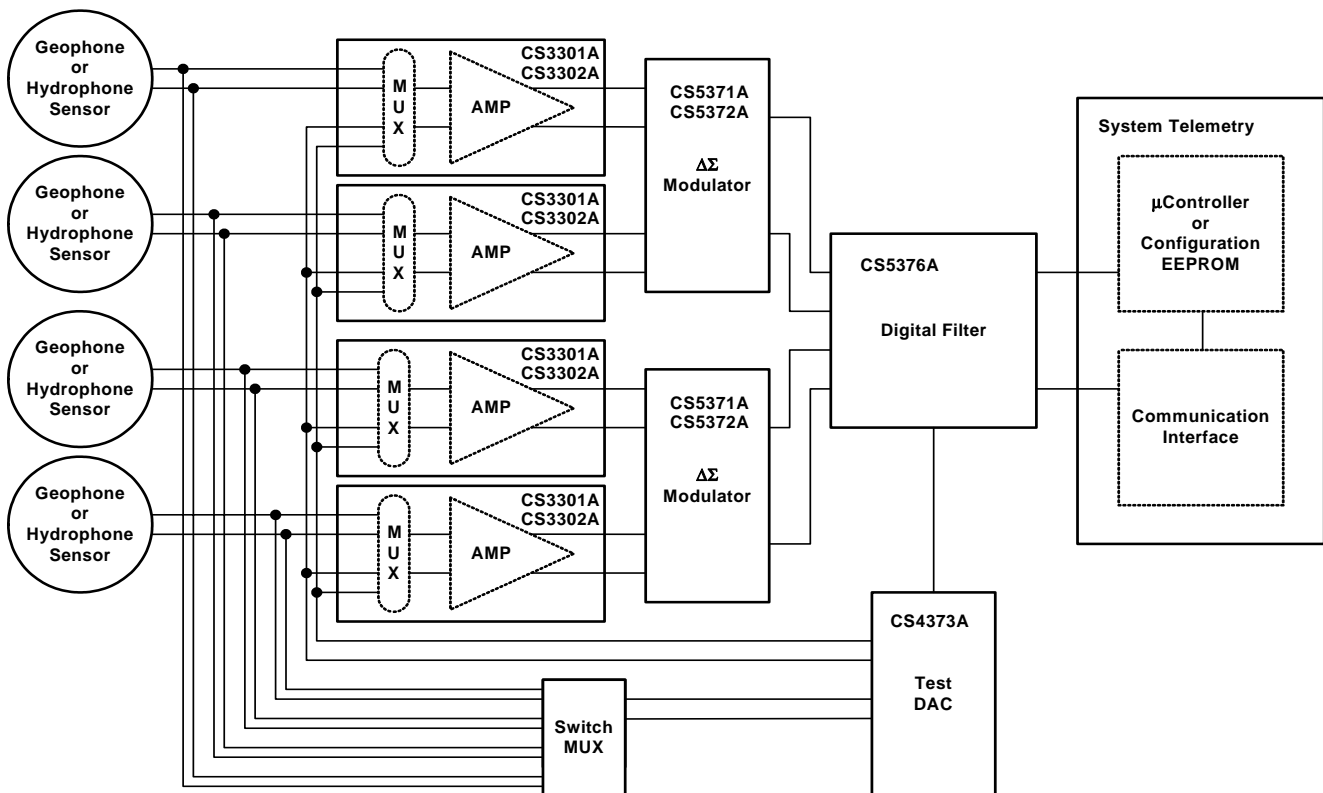 Geophone
or
Hydrophone
Sensor
CS3301A
CS3302A
M
U
X
AMP
Geophone
or
Hydrophone
Sensor
CS3301A
CS3302A
M
U
X
AMP
CS5371A
CS5372A
ΔΣ
Modulator
Geophone
or
Hydrophone
Sensor
CS3301A
CS3302A
M
U
X
AMP
Geophone
or
Hydrophone
Sensor
CS3301A
CS3302A
M
U
X
AMP
CS5371A
CS5372A
ΔΣ
Modulator
CS5376A
Digital Filter
System Telemetry
µController
or
Configuration
EEPROM
Communication
Interface
CS4373A
Test
DAC
Switch
MUX